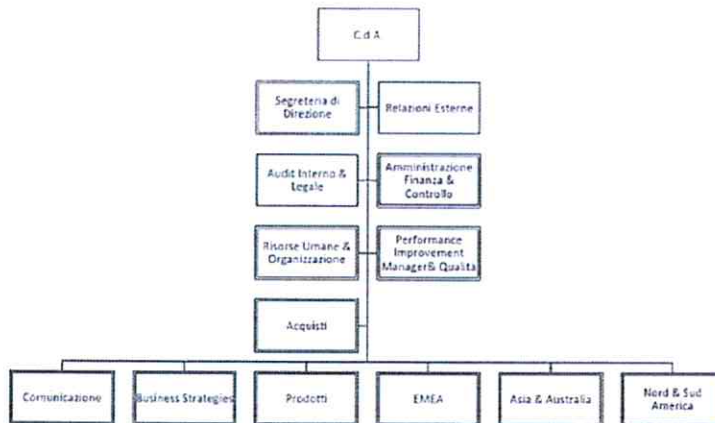 C.d A
Segreteria di
Direzione
Relazioni Esterne
Audit Interno &
Legale
Amministrazione
Finanza &
Controllo
Risorse Umane &
Organizzazione
Performance
Improvement
Manager& Qualità
Acquisti
Comunicazione
Business Strategies
Prodotti
EMEA
Asia & Australia
Nord & Sud
America